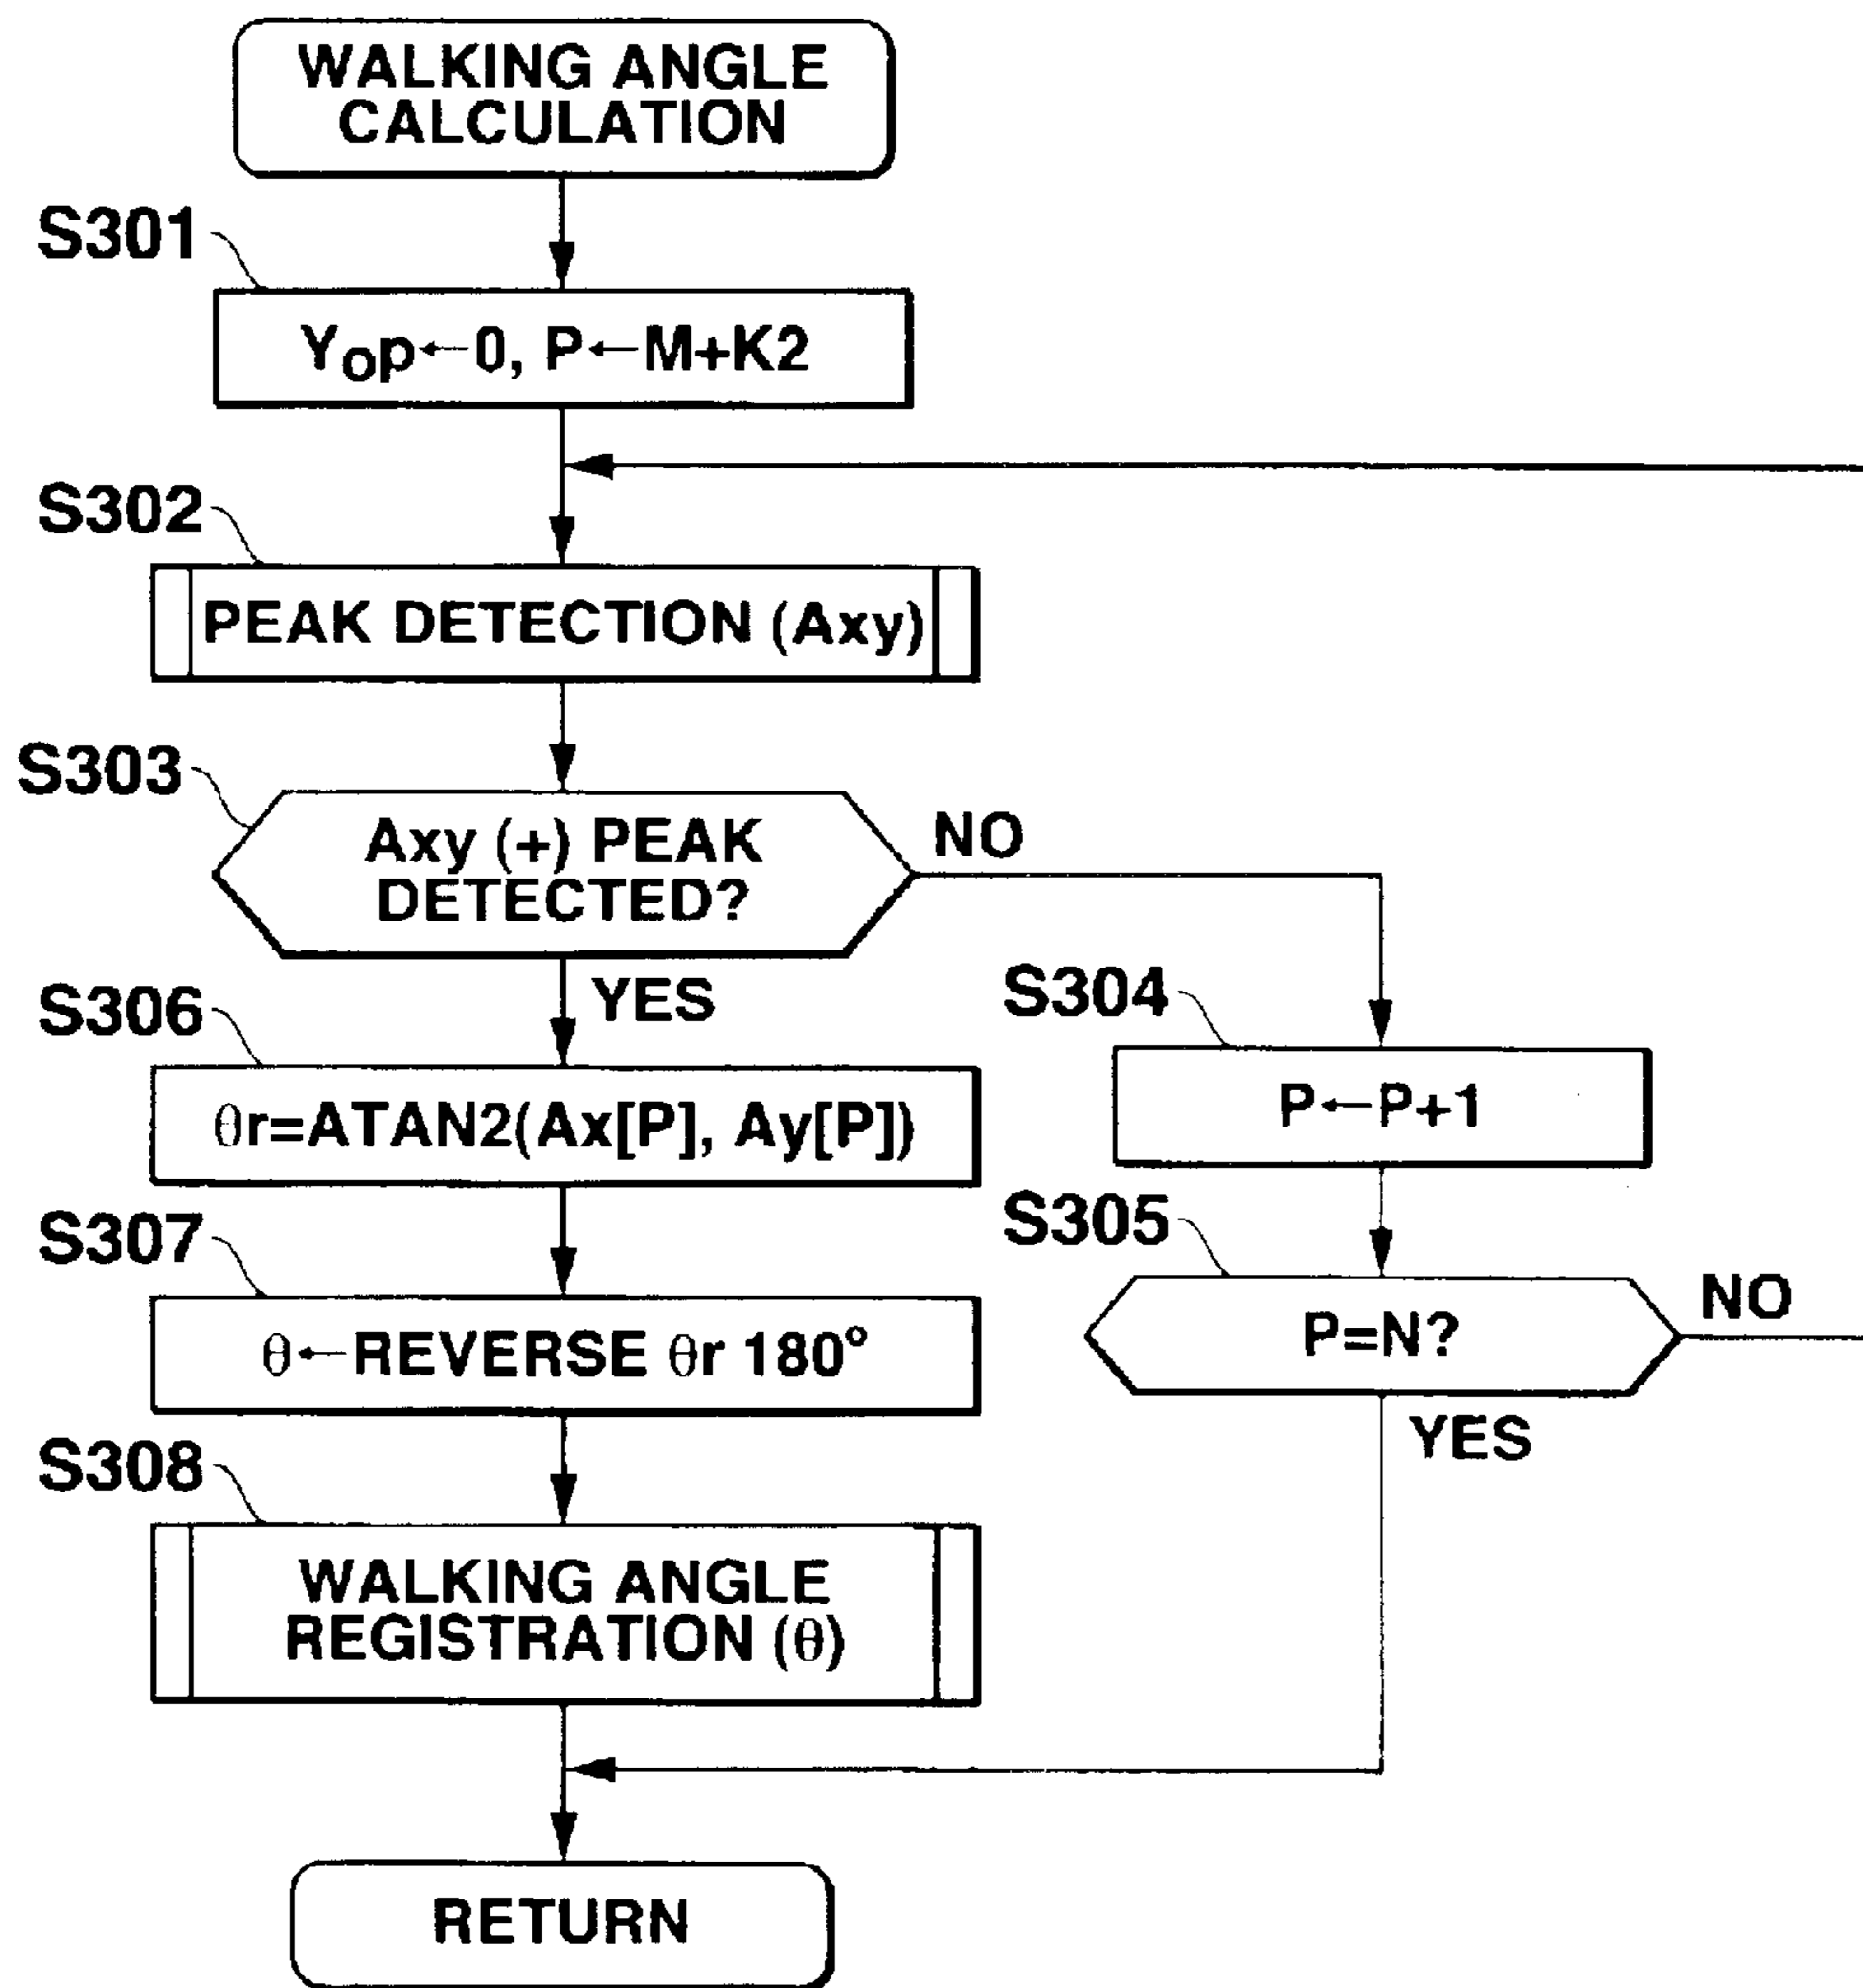 WALKING ANGLE
CALCULATION
S301
Yop←0, P←M+K2
S302
PEAK DETECTION (Axy)
S303
Axy (+) PEAK
DETECTED?
NO
YES
S306
θr=ATAN2(Ax[P], Ay[P])
S304
P←P+1
S307
θ←REVERSE θr 180°
S305
P=N?
NO
YES
S308
WALKING ANGLE
REGISTRATION (θ)
RETURN